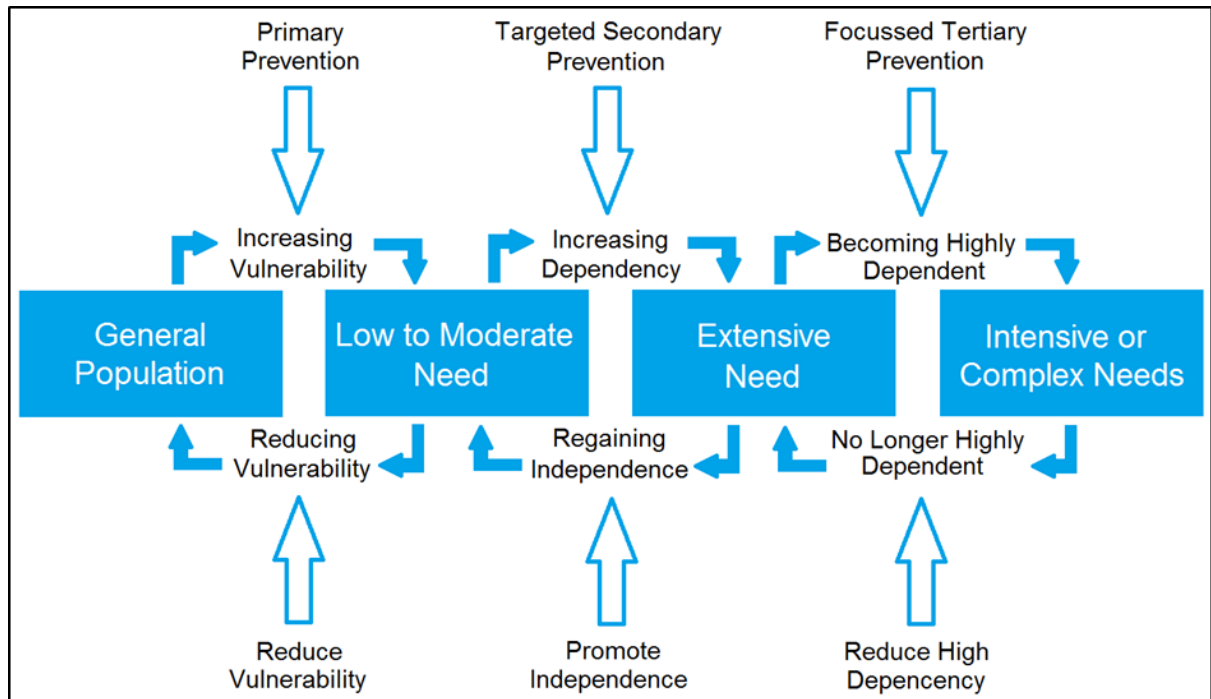 Primary
Prevention
Targeted Secondary
Prevention
Focussed Tertiary
Prevention
Increasing
Vulnerability
Increasing
Dependency
Becoming Highly
Dependent
General
Population
Low to Moderate
Need
Extensive
Need
Intensive or
Complex Needs
Reducing
Vulnerability
Regaining
Independence
No Longer Highly
Dependent
Reduce
Vulnerability
Promote
Independence
Reduce High
Depencency